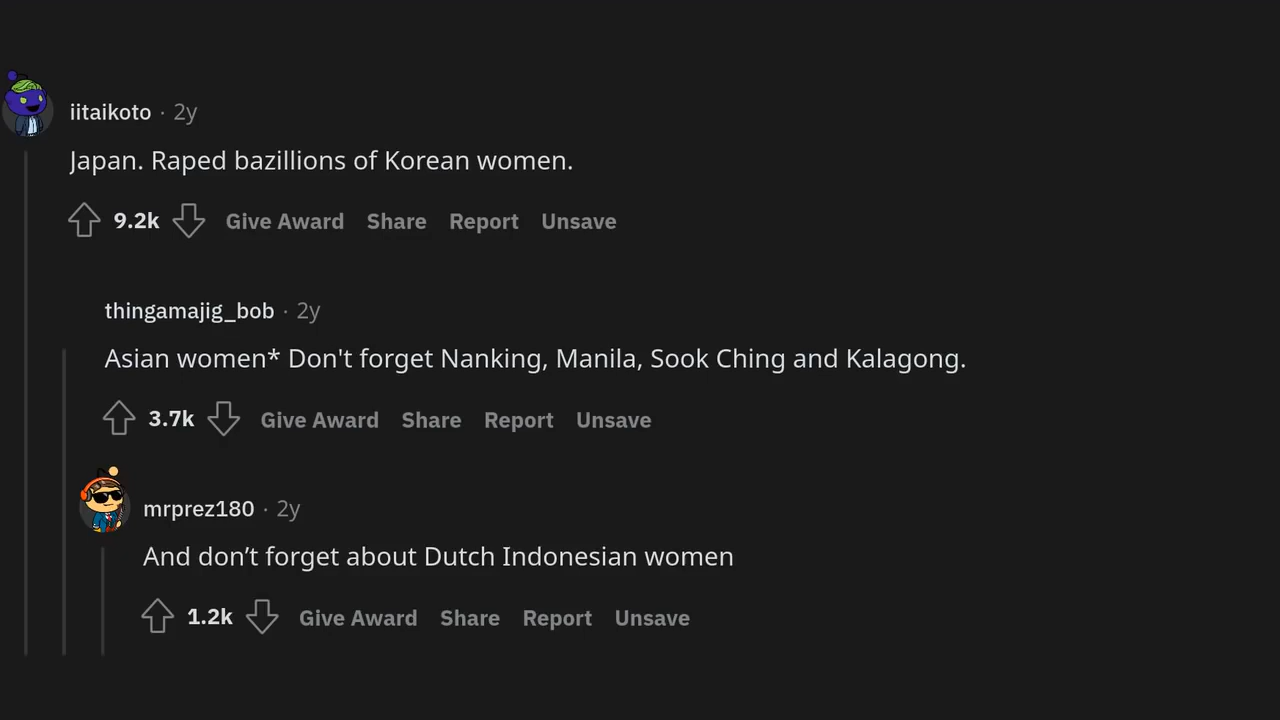 iitaikoto · 2y
Japan. Raped bazillions of Korean women.
9.2k Give Award Share Report Unsave
thingamajig_bob · 2y
Asian women* Don't forget Nanking, Manila, Sook Ching and Kalagong.
3.7k Give Award Share Report Unsave
mrprez180 · 2y
And don’t forget about Dutch Indonesian women
1.2k Give Award Share Report Unsave